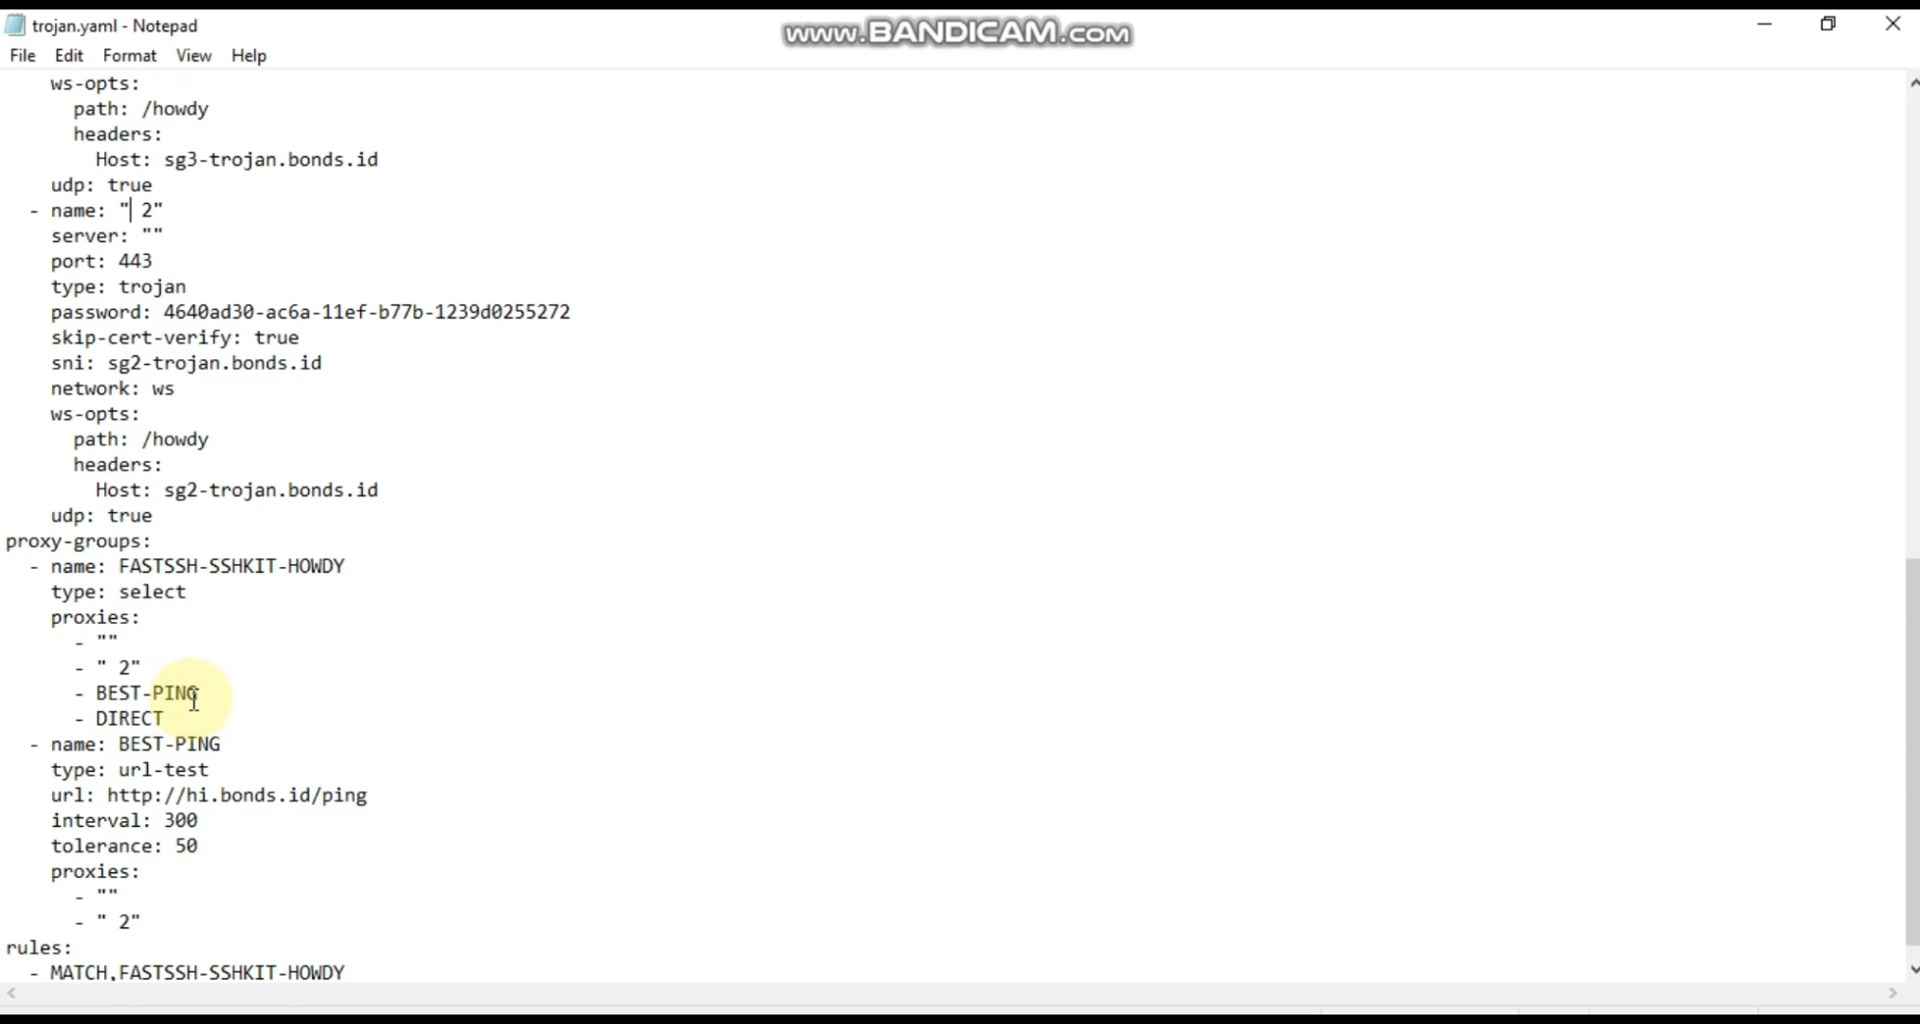 trojan.yaml - Notepad
www.BANDICAM.com
File Edit Format View Help
ws-opts:
path: /howdy
headers:
Host: sg3-trojan.bonds.id
udp: true
- name: " 2"
server: ""
port: 443
type: trojan
password: 4640ad30-ac6a-11ef-b77b-1239d0255272
skip-cert-verify: true
sni: sg2-trojan.bonds.id
network: ws
ws-opts:
path: /howdy
headers:
Host: sg2-trojan.bonds.id
udp: true
proxy-groups:
- name: FASTSSH-SSHKIT-HOWDY
type: select
proxies:
- ""
- " 2"
- BEST-PING
- DIRECT
- name: BEST-PING
type: url-test
url: http://hi.bonds.id/ping
interval: 300
tolerance: 50
proxies:
- ""
- " 2"
rules:
- MATCH,FASTSSH-SSHKIT-HOWDY